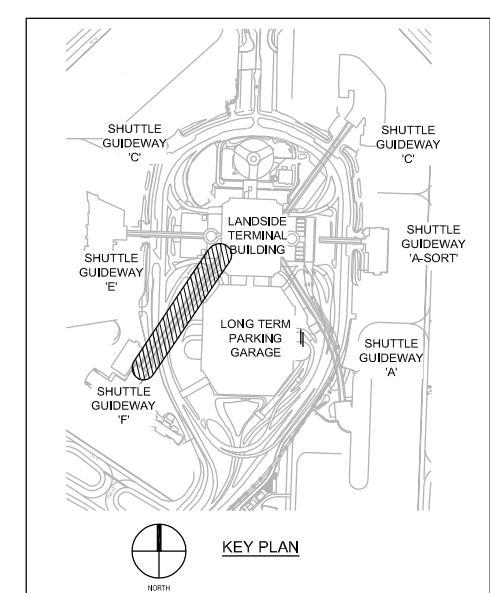 SHUTTLE
GUIDEWAY
'C'
SHUTTLE
GUIDEWAY
'C'
LANDSIDE
TERMINAL
BUILDING
SHUTTLE
GUIDEWAY
'A-SORT'
SHUTTLE
GUIDEWAY
'E'
LONG TERM
PARKING
GARAGE
SHUTTLE
GUIDEWAY
'A'
SHUTTLE
GUIDEWAY
'F'
KEY PLAN
NORTH